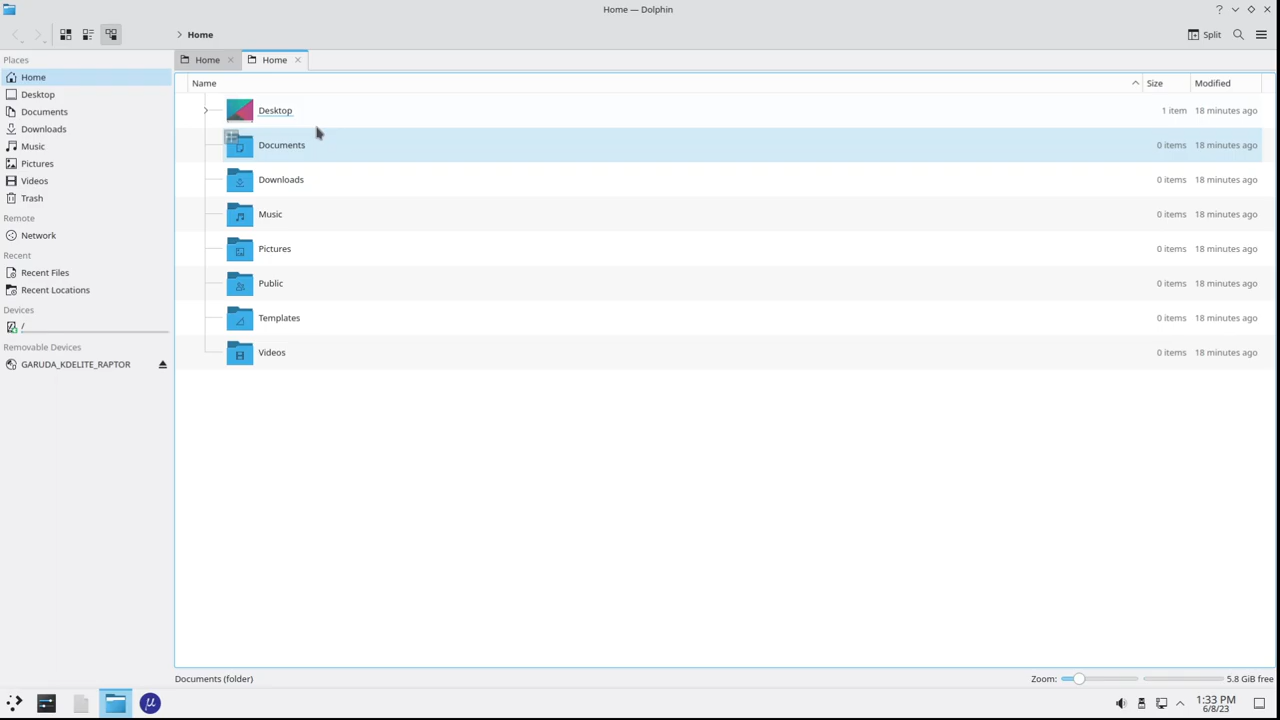 Home — Dolphin
Home
Split
Places
Home
Desktop
Documents
Downloads
Music
Pictures
Videos
Trash
Remote
Network
Recent
Recent Files
Recent Locations
Devices
/
Removable Devices
GARUDA_KDELITE_RAPTOR
Home
Home
Name Size Modified
Desktop 1 item 18 minutes ago
Documents 0 items 18 minutes ago
Downloads 0 items 18 minutes ago
Music 0 items 18 minutes ago
Pictures 0 items 18 minutes ago
Public 0 items 18 minutes ago
Templates 0 items 18 minutes ago
Videos 0 items 18 minutes ago
Documents (folder) Zoom: 5.8 GiB free
μ
1:33 PM
6/8/23